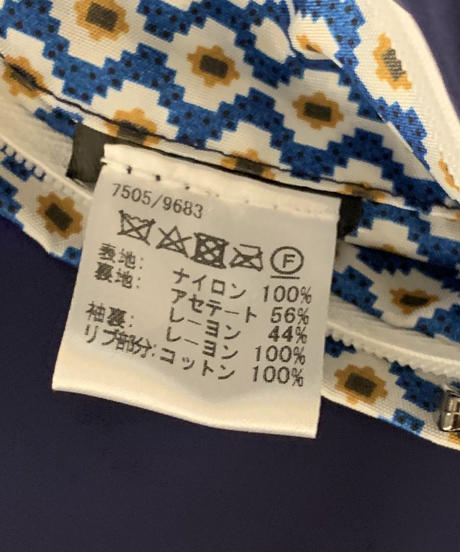 7505/9683
F
表地: ナイロン 100%
裏地: アセテート 56%
レーヨン 44%
袖裏: レーヨン 100%
リブ部分: コットン 100%